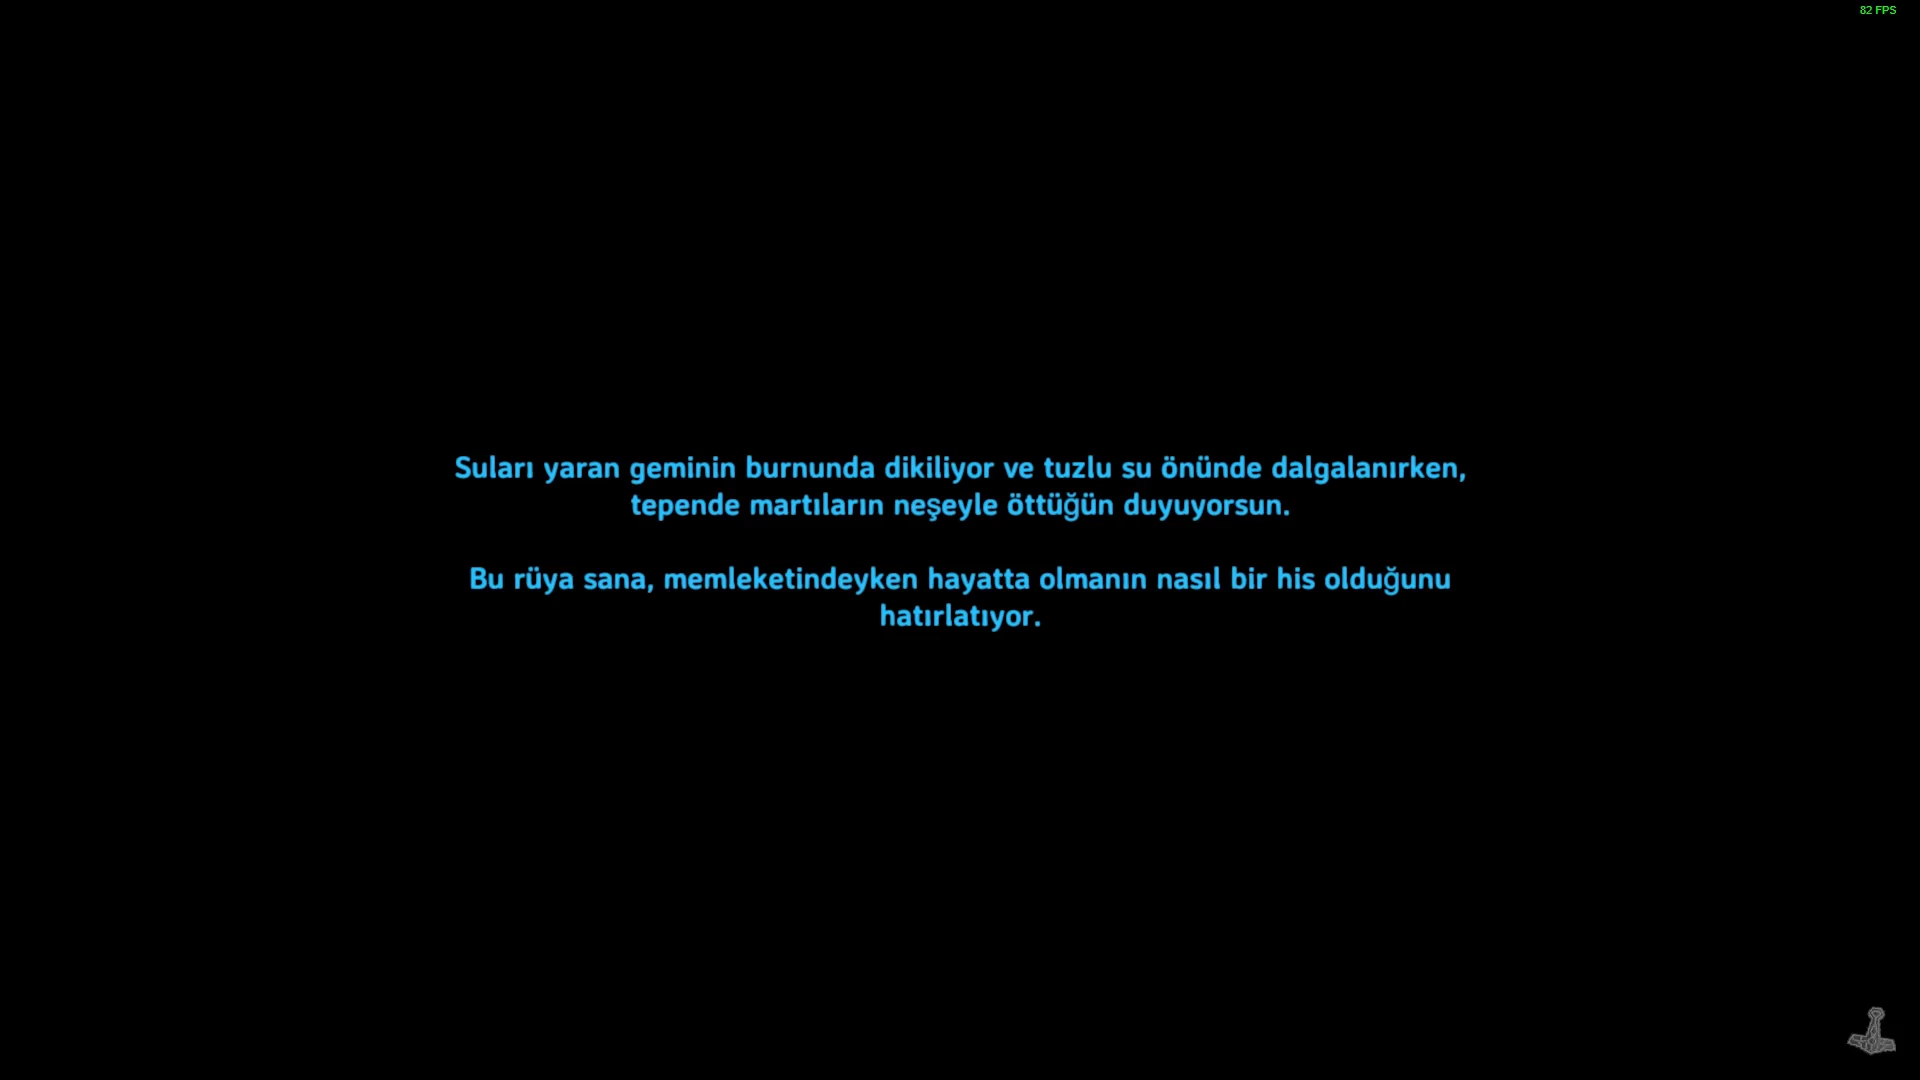 82 FPS
Suları yaran geminin burnunda dikiliyor ve tuzlu su önünde dalgalanırken,
tepende martıların neşeyle öttüğün duyuyorsun.
Bu rüya sana, memleketindeyken hayatta olmanın nasıl bir his olduğunu
hatırlatıyor.